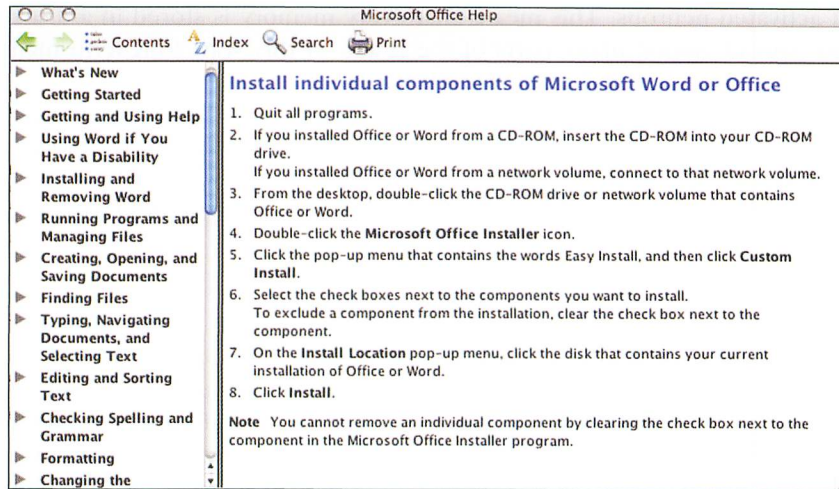 Microsoft Office Help
Contents Index Search Print
What's New
Getting Started
Getting and Using Help
Using Word if You
Have a Disability
Installing and
Removing Word
Running Programs and
Managing Files
Creating, Opening, and
Saving Documents
Finding Files
Typing, Navigating
Documents, and
Selecting Text
Editing and Sorting
Text
Checking Spelling and
Grammar
Formatting
Changing the
Install individual components of Microsoft Word or Office
1. Quit all programs.
2. If you installed Office or Word from a CD-ROM, insert the CD-ROM into your CD-ROM
drive.
If you installed Office or Word from a network volume, connect to that network volume.
3. From the desktop, double-click the CD-ROM drive or network volume that contains
Office or Word.
4. Double-click the Microsoft Office Installer icon.
5. Click the pop-up menu that contains the words Easy Install, and then click Custom
Install.
6. Select the check boxes next to the components you want to install.
To exclude a component from the installation, clear the check box next to the
component.
7. On the Install Location pop-up menu, click the disk that contains your current
installation of Office or Word.
8. Click Install.
Note You cannot remove an individual component by clearing the check box next to the
component in the Microsoft Office Installer program.